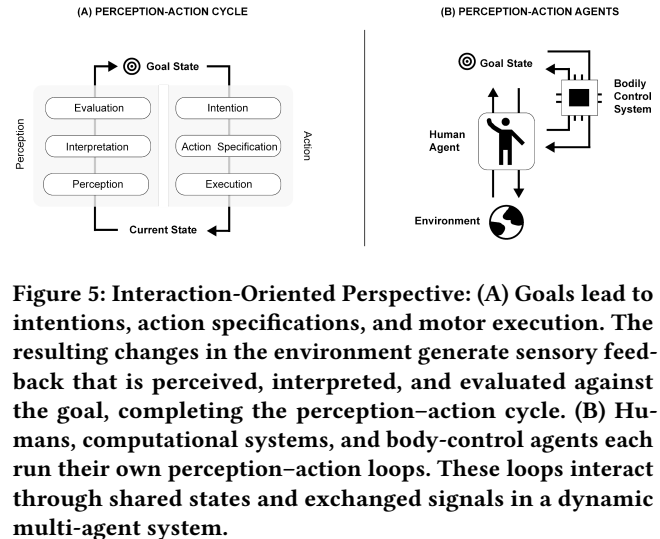 (A) PERCEPTION-ACTION CYCLE
Goal State
Perception
Evaluation
Interpretation
Perception
Intention
Action Specification
Execution
Action
Current State
(B) PERCEPTION-ACTION AGENTS
Goal State
Bodily
Control
System
Human
Agent
Environment
Figure 5: Interaction-Oriented Perspective: (A) Goals lead to
intentions, action specifications, and motor execution. The
resulting changes in the environment generate sensory feed-
back that is perceived, interpreted, and evaluated against
the goal, completing the perception–action cycle. (B) Hu-
mans, computational systems, and body-control agents each
run their own perception–action loops. These loops interact
through shared states and exchanged signals in a dynamic
multi-agent system.